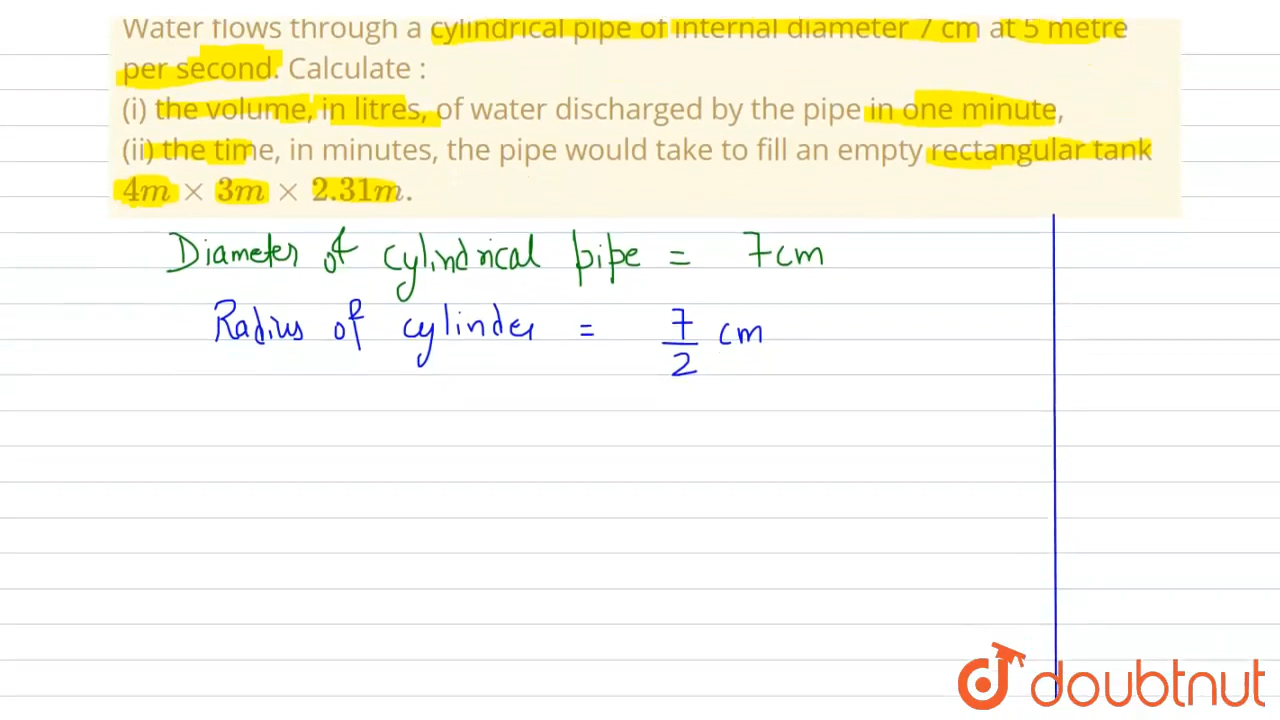 Water flows through a cylindrical pipe of internal diameter 7 cm at 5 metre
per second. Calculate :
(i) the volume, in litres, of water discharged by the pipe in one minute,
(ii) the time, in minutes, the pipe would take to fill an empty rectangular tank
4m × 3m × 2.31m.
Diameter of cylindrical pipe = 7cm
Radius of cylinder = 7/2 cm
doubtnut